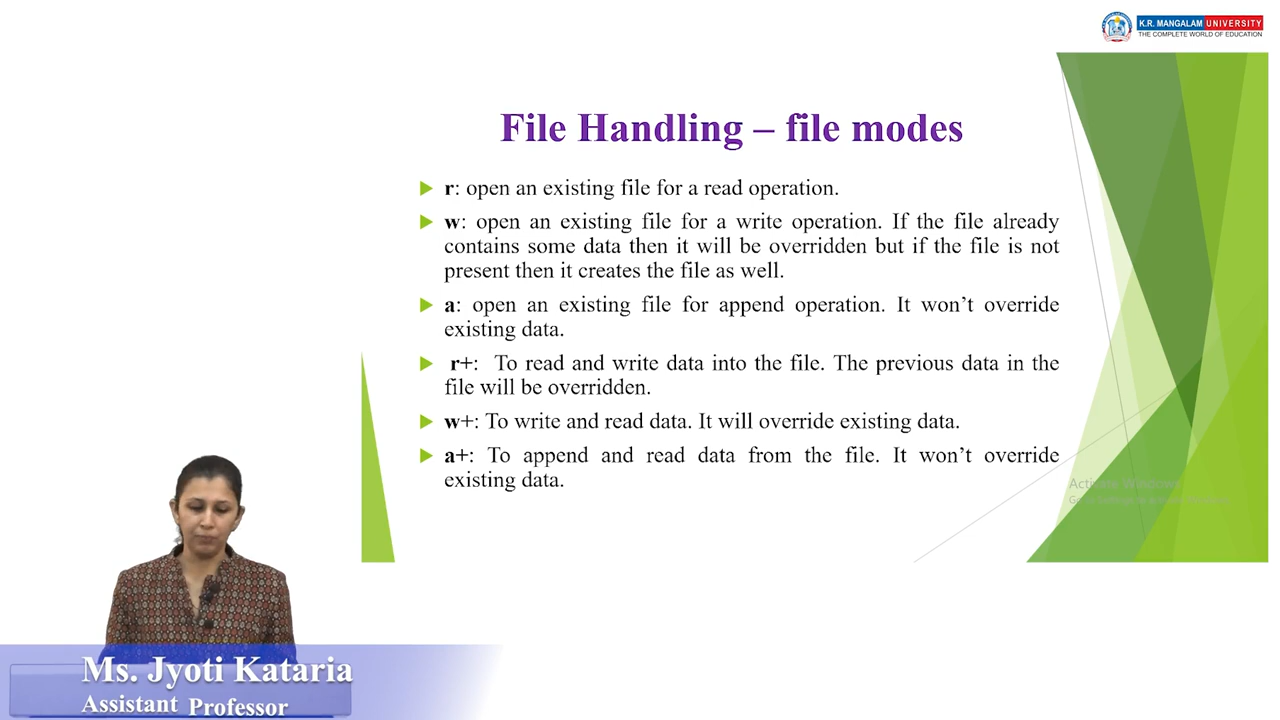 K.R. MANGALAM UNIVERSITY
THE COMPLETE WORLD OF EDUCATION
File Handling – file modes
r: open an existing file for a read operation.
w: open an existing file for a write operation. If the file already
contains some data then it will be overridden but if the file is not
present then it creates the file as well.
a: open an existing file for append operation. It won’t override
existing data.
r+: To read and write data into the file. The previous data in the
file will be overridden.
w+: To write and read data. It will override existing data.
a+: To append and read data from the file. It won’t override
existing data.
Activate Windows
Ms. Jyoti Kataria
Assistant Professor